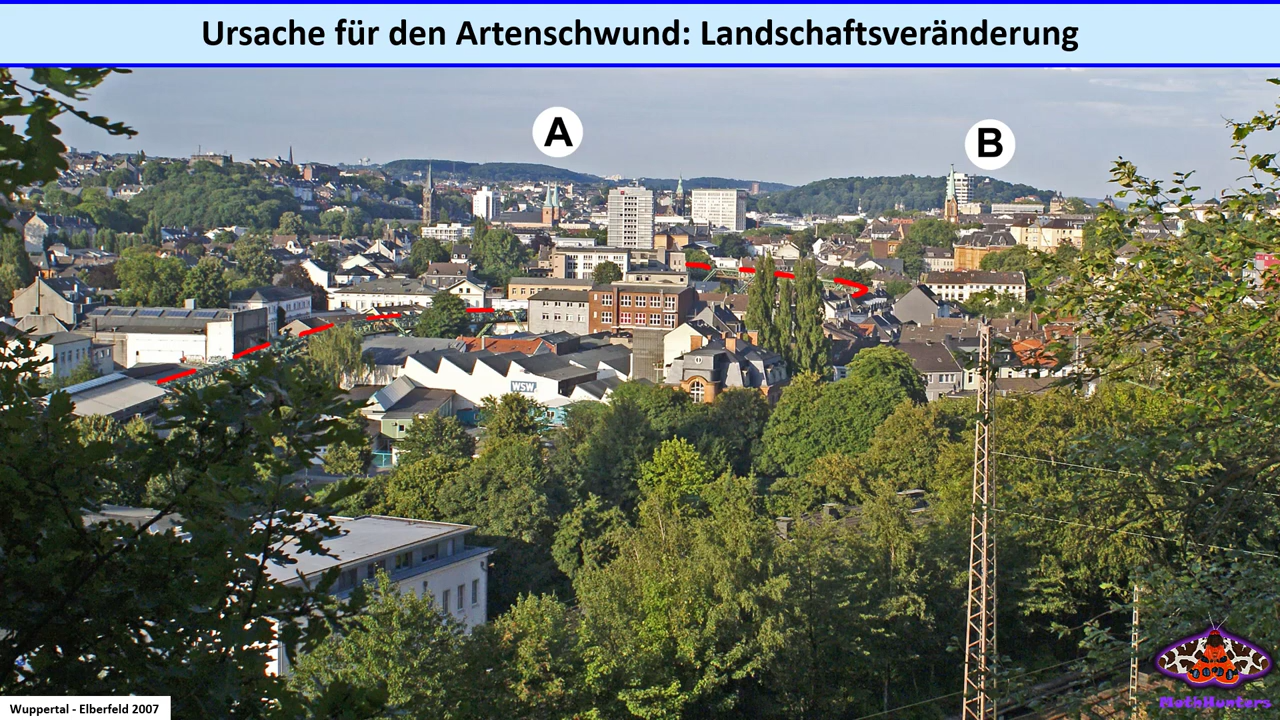 Ursache für den Artenschwund: Landschaftsveränderung
A
B
WSW
Wuppertal - Elberfeld 2007
MothHunters